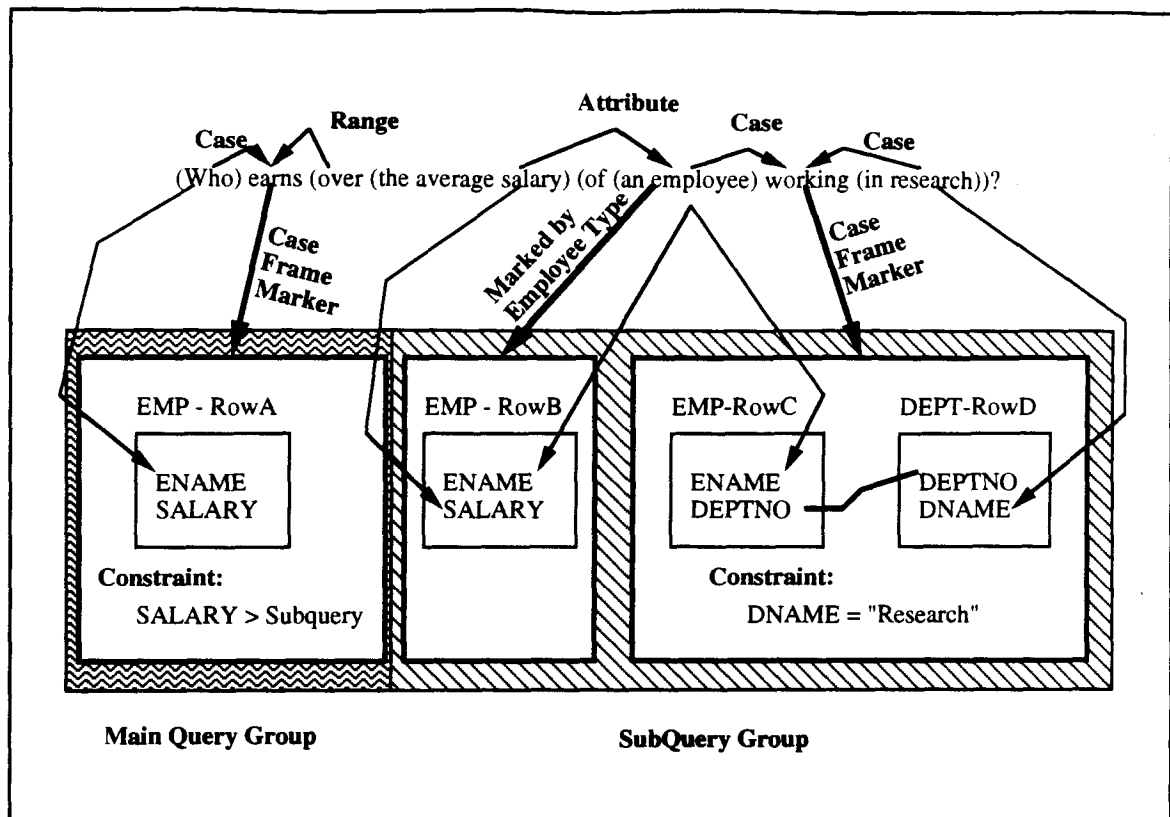 Attribute
Case
Range
Case
Case
(Who) earns (over (the average salary) (of (an employee) working (in research))?
Case
Frame
Marker
Marked by
Employee Type
Case
Frame
Marker
EMP - RowA
EMP - RowB
EMP-RowC
DEPT-RowD
ENAME
SALARY
ENAME
SALARY
ENAME
DEPTNO
DEPTNO
DNAME
Constraint:
SALARY > Subquery
Constraint:
DNAME = "Research"
Main Query Group
SubQuery Group